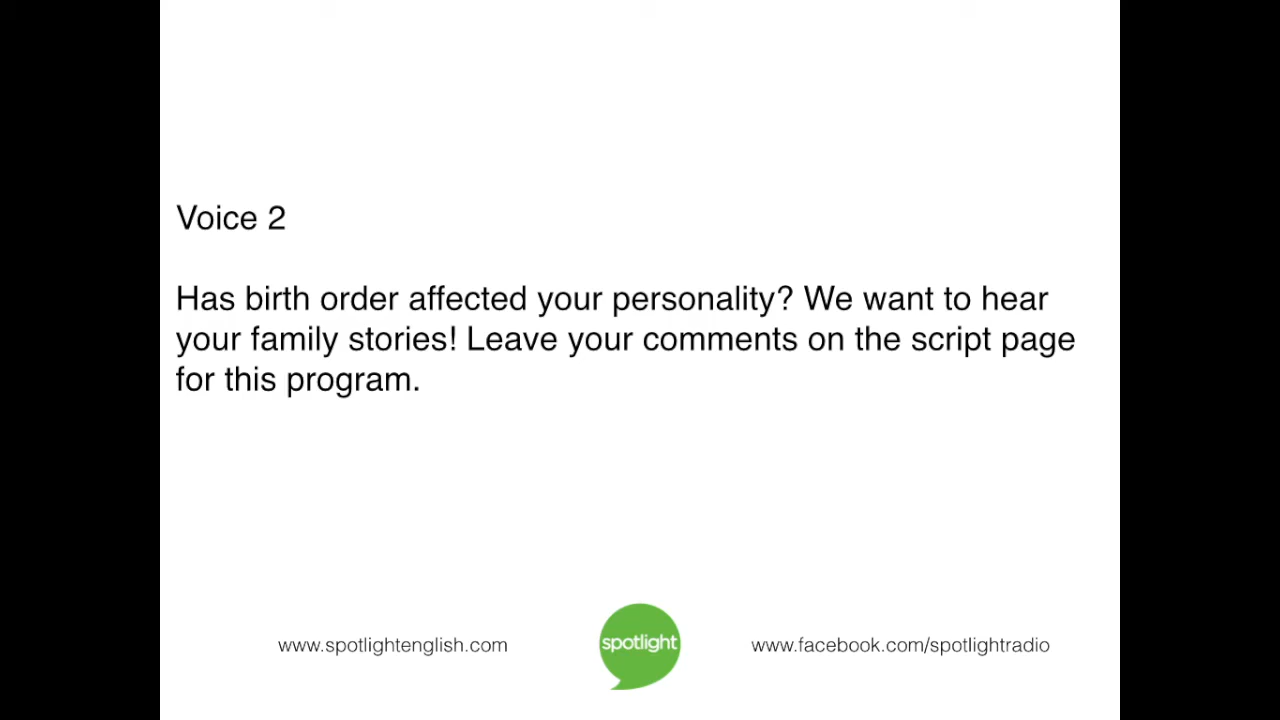 Voice 2
Has birth order affected your personality? We want to hear
your family stories! Leave your comments on the script page
for this program.
www.spotlightenglish.com
spotlight
www.facebook.com/spotlightradio